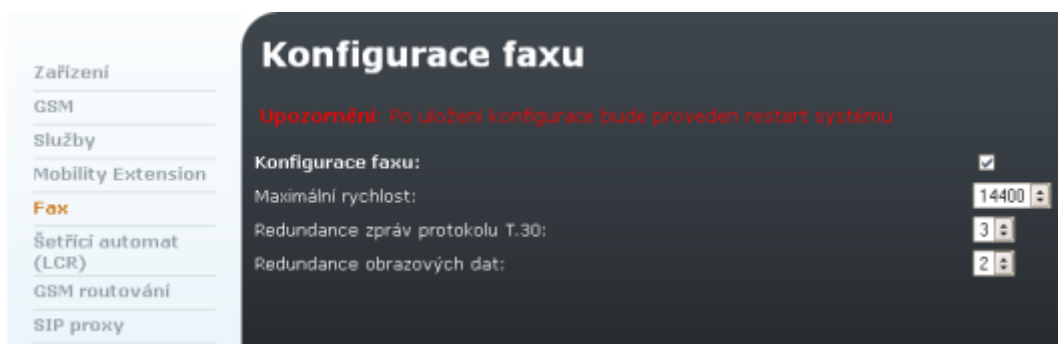 Zařízení
GSM
Služby
Mobility Extension
Fax
Šetřící automat
(LCR)
GSM routování
SIP proxy
Konfigurace faxu
Upozornění: Po uložení konfigurace bude proveden restart systému
Konfigurace faxu:
Maximální rychlost: 14400
Redundance zpráv protokolu T.30: 3
Redundance obrazových dat: 2